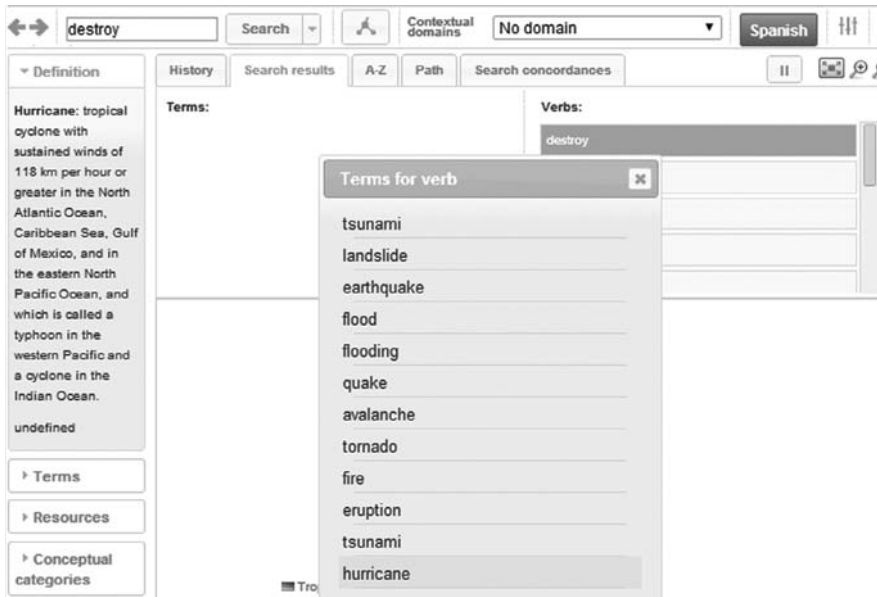 destroy
Search
Contextual
domains
No domain
Spanish
Definition
Hurricane: tropical
cyclone with
sustained winds of
118 km per hour or
greater in the North
Atlantic Ocean,
Caribbean Sea, Gulf
of Mexico, and in
the eastern North
Pacific Ocean, and
which is called a
typhoon in the
western Pacific and
a cyclone in the
Indian Ocean.
undefined
Terms
Resources
Conceptual
categories
History
Search results
A-Z
Path
Search concordances
Terms:
Verbs:
destroy
Terms for verb
tsunami
landslide
earthquake
flood
flooding
quake
avalanche
tornado
fire
eruption
tsunami
hurricane
Tro